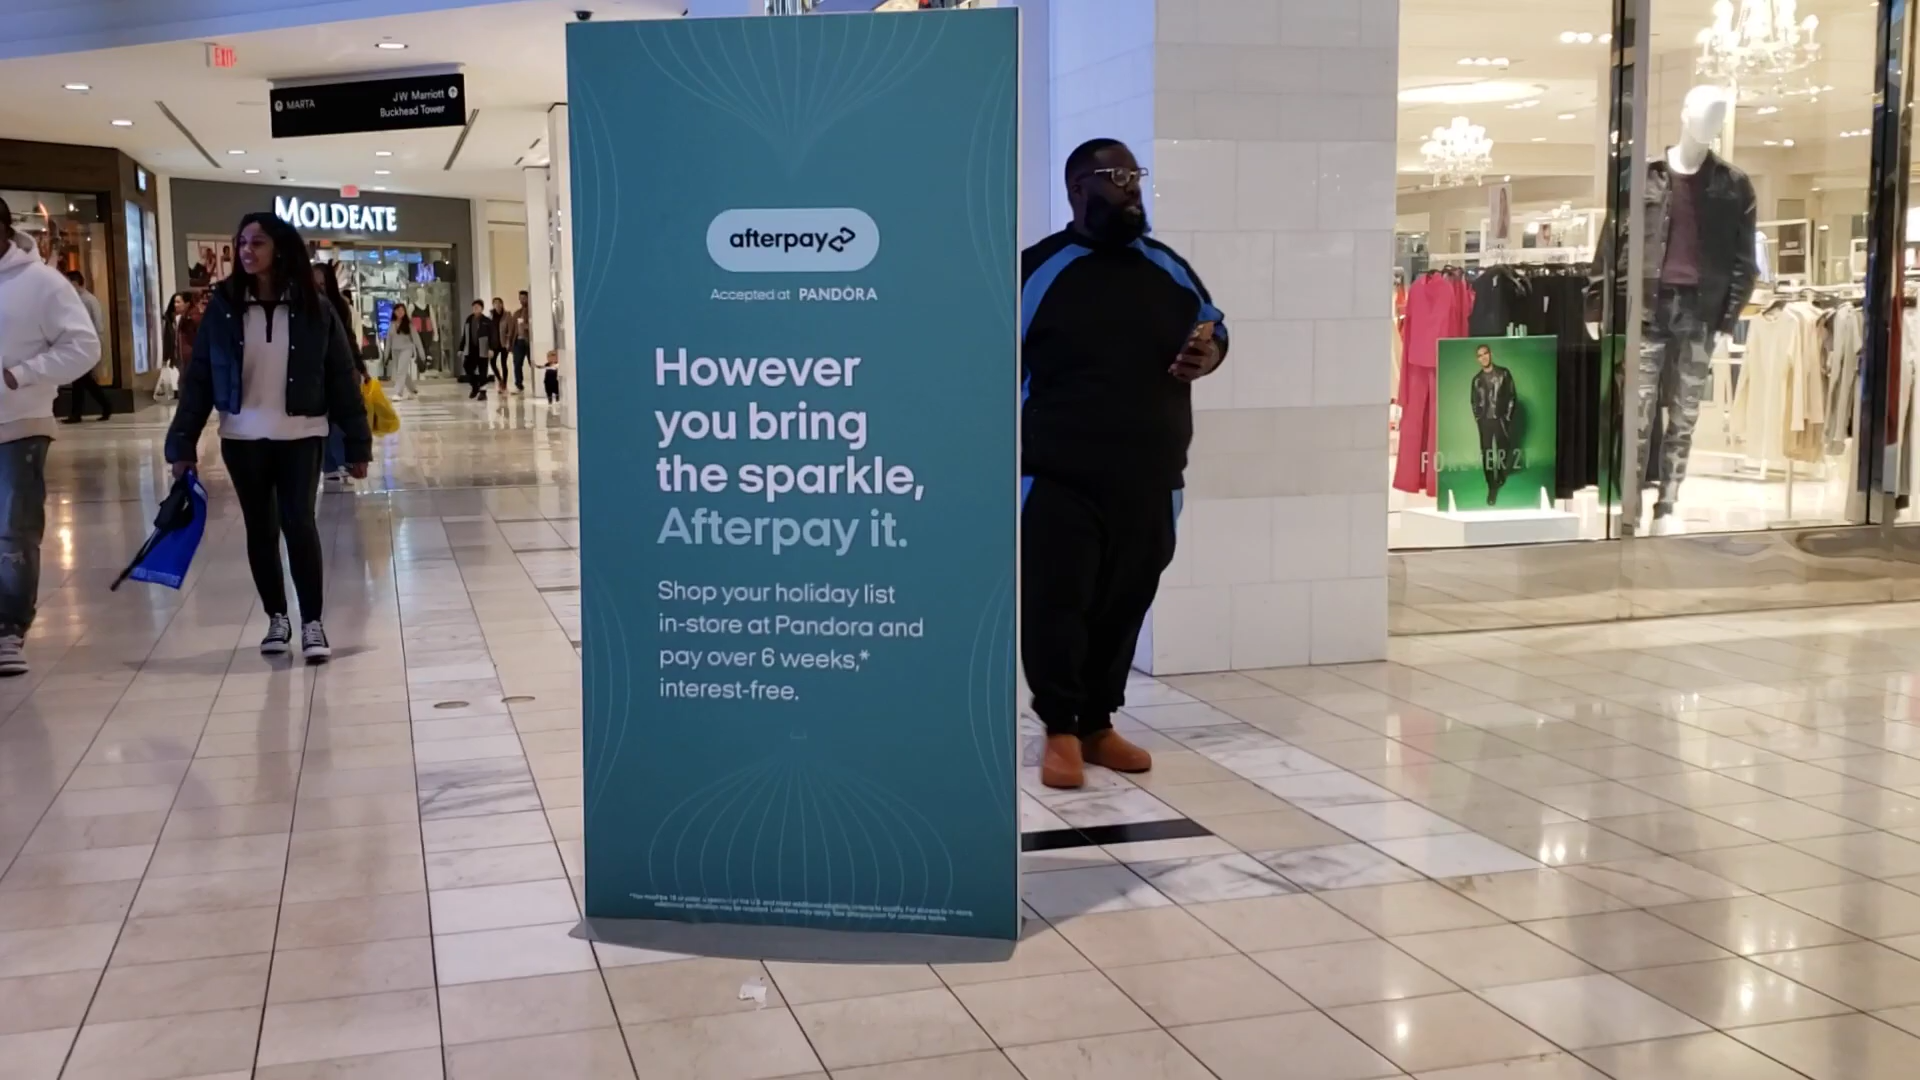 EXIT
MARTA
JW Marriott
Buckhead Tower
MOLDEATE
afterpay
Accepted at PANDORA
However
you bring
the sparkle,
Afterpay it.
Shop your holiday list
in-store at Pandora and
pay over 6 weeks,*
interest-free.
FOREVER 21